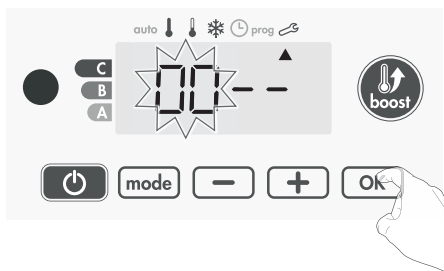 auto prog
C
B
A
00--
boost
mode - + OK